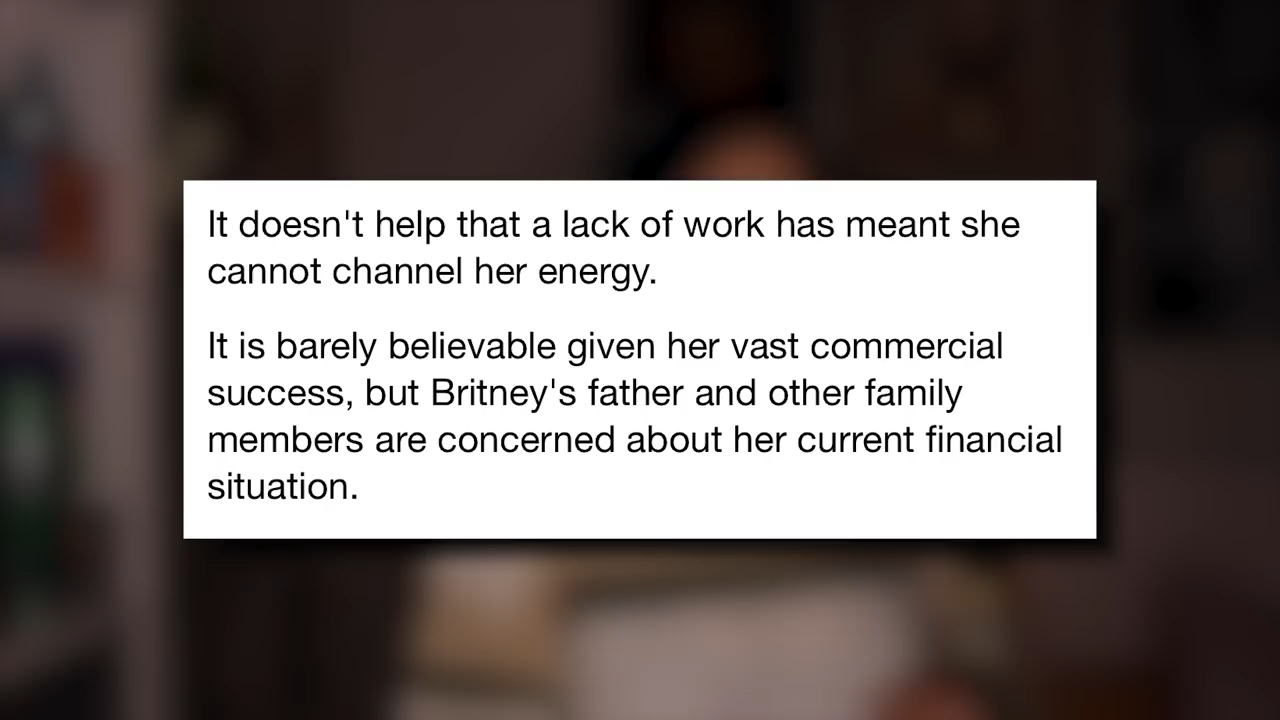 It doesn't help that a lack of work has meant she
cannot channel her energy.
It is barely believable given her vast commercial
success, but Britney's father and other family
members are concerned about her current financial
situation.